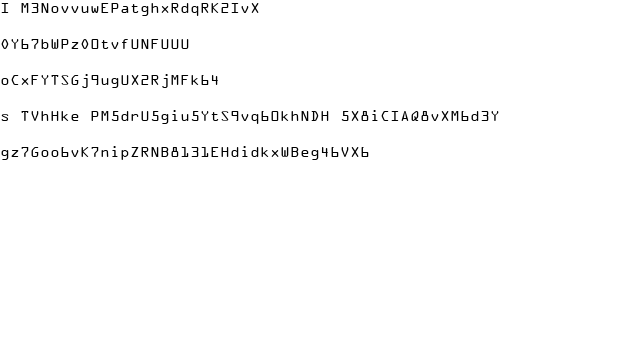 I M3NovvuwEPatghxRdqRK2IvX
0Y67bWPz0OtvfUNFUUU
oCxFYTSGj9ugUX2RjMFk64
s TVhHke PM5drU5giu5YtS9vq6OkhNDH 5X8iCIAQ8vXM6d3Y
gz7Goo6vK7nipZRNB8131EHdidkxWBeg46VX6